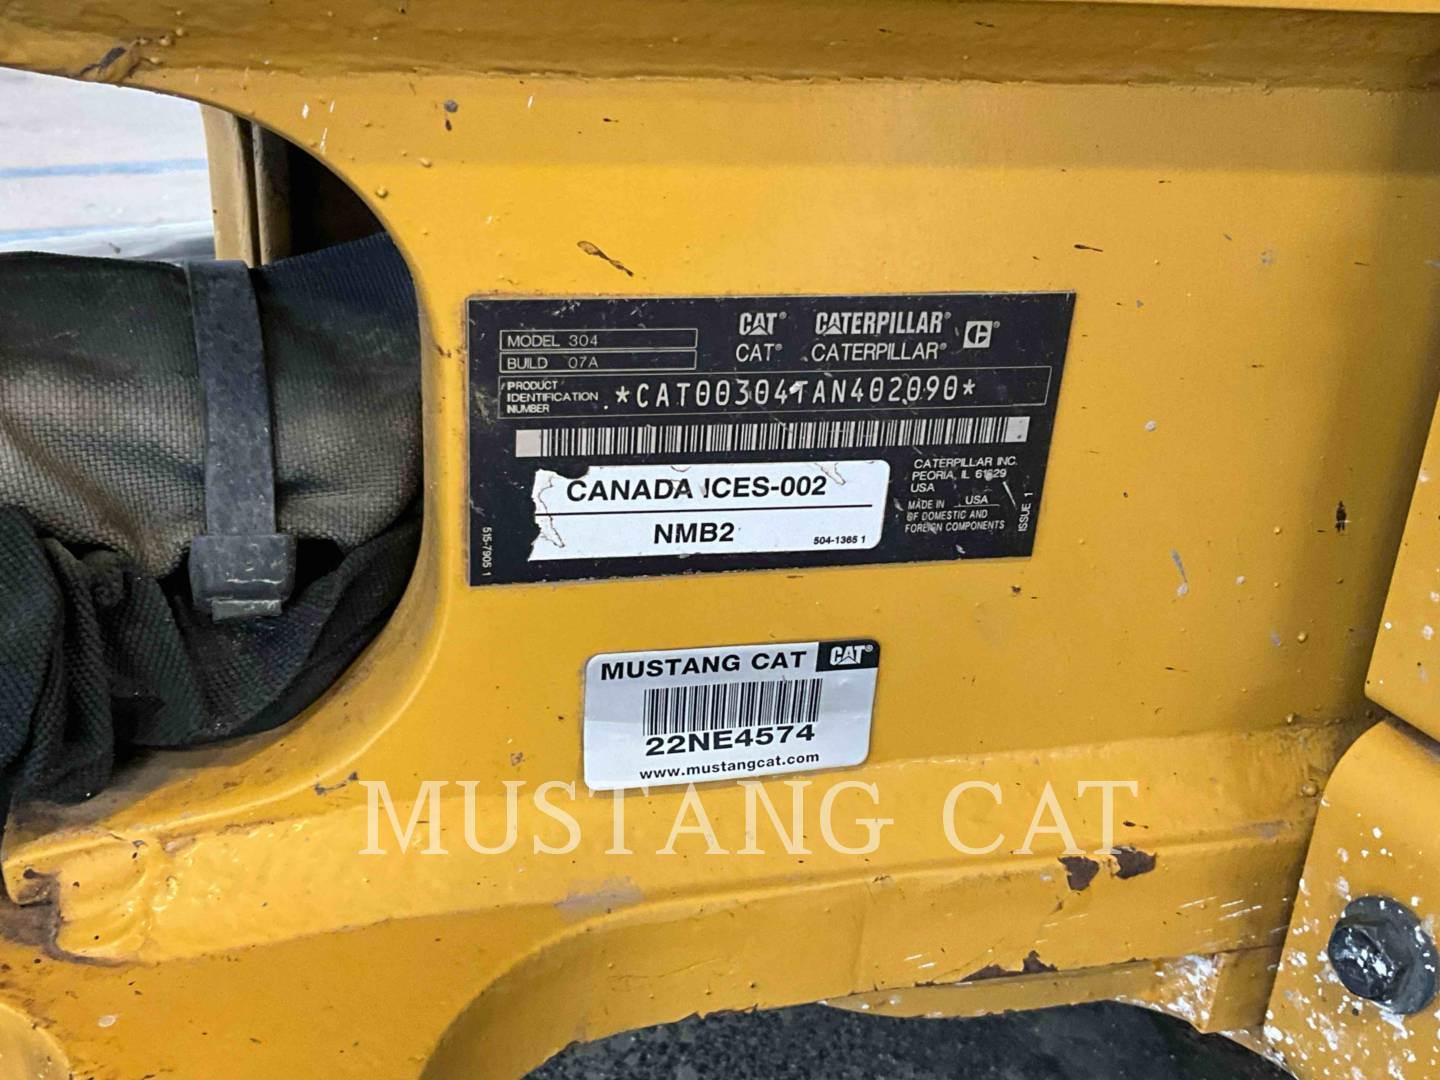 MODEL 304
BUILD 07A
CAT® CATERPILLAR® C®
CAT® CATERPILLAR®
PRODUCT
IDENTIFICATION
NUMBER
*CAT00304TAN402090*
CATERPILLAR INC.
PEORIA, IL 61629
USA
MADE IN USA
OF DOMESTIC AND
FOREIGN COMPONENTS
ISSUE 1
515-7905 1
CANADA ICES-002
NMB2
504-1365 1
MUSTANG CAT CAT®
22NE4574
www.mustangcat.com
MUSTANG CAT